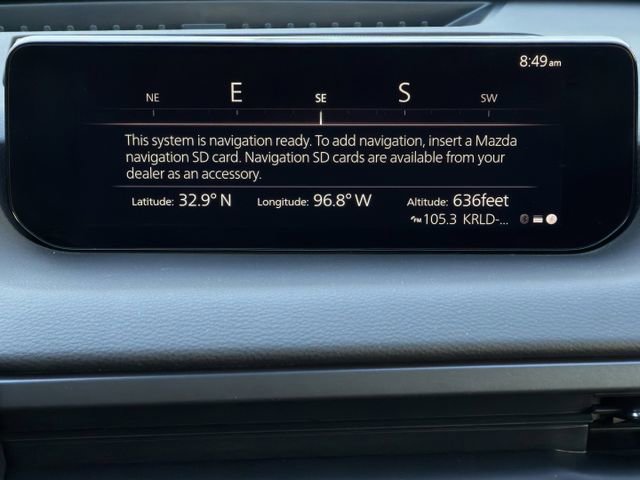 8:49am
NE E SE S SW
This system is navigation ready. To add navigation, insert a Mazda
navigation SD card. Navigation SD cards are available from your
dealer as an accessory.
Latitude: 32.9° N Longitude: 96.8° W Altitude: 636feet
FM 105.3 KRLD-...